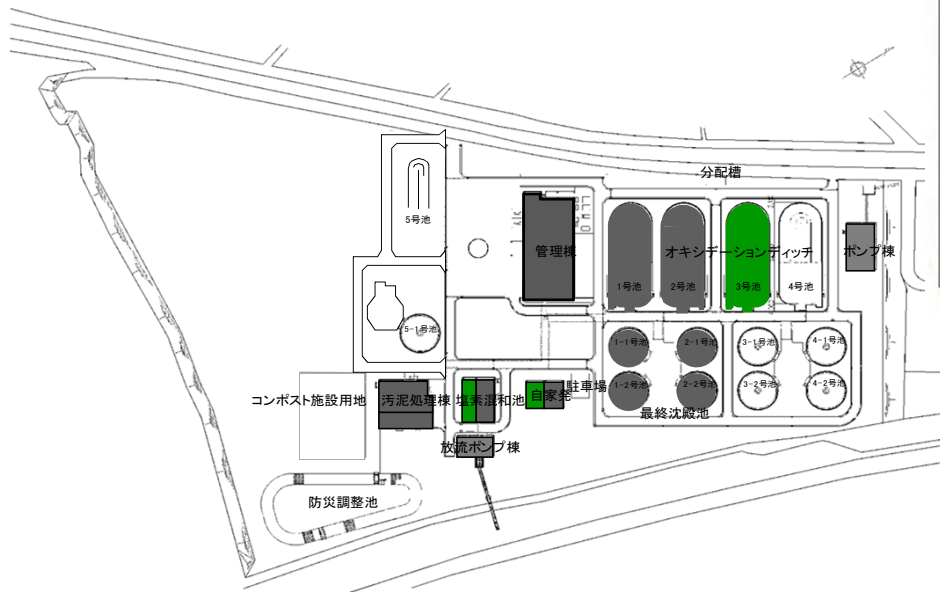 分配槽
5号池
管理棟
オキシデーションディッチ
ポンプ棟
1号池
2号池
3号池
4号池
5-1号池
1-1号池
2-1号池
3-1号池
4-1号池
1-2号池
2-2号池
3-2号池
4-2号池
コンポスト施設用地
汚泥処理棟
塩素混和池
自家発
駐車場
最終沈殿池
放流ポンプ棟
防災調整池